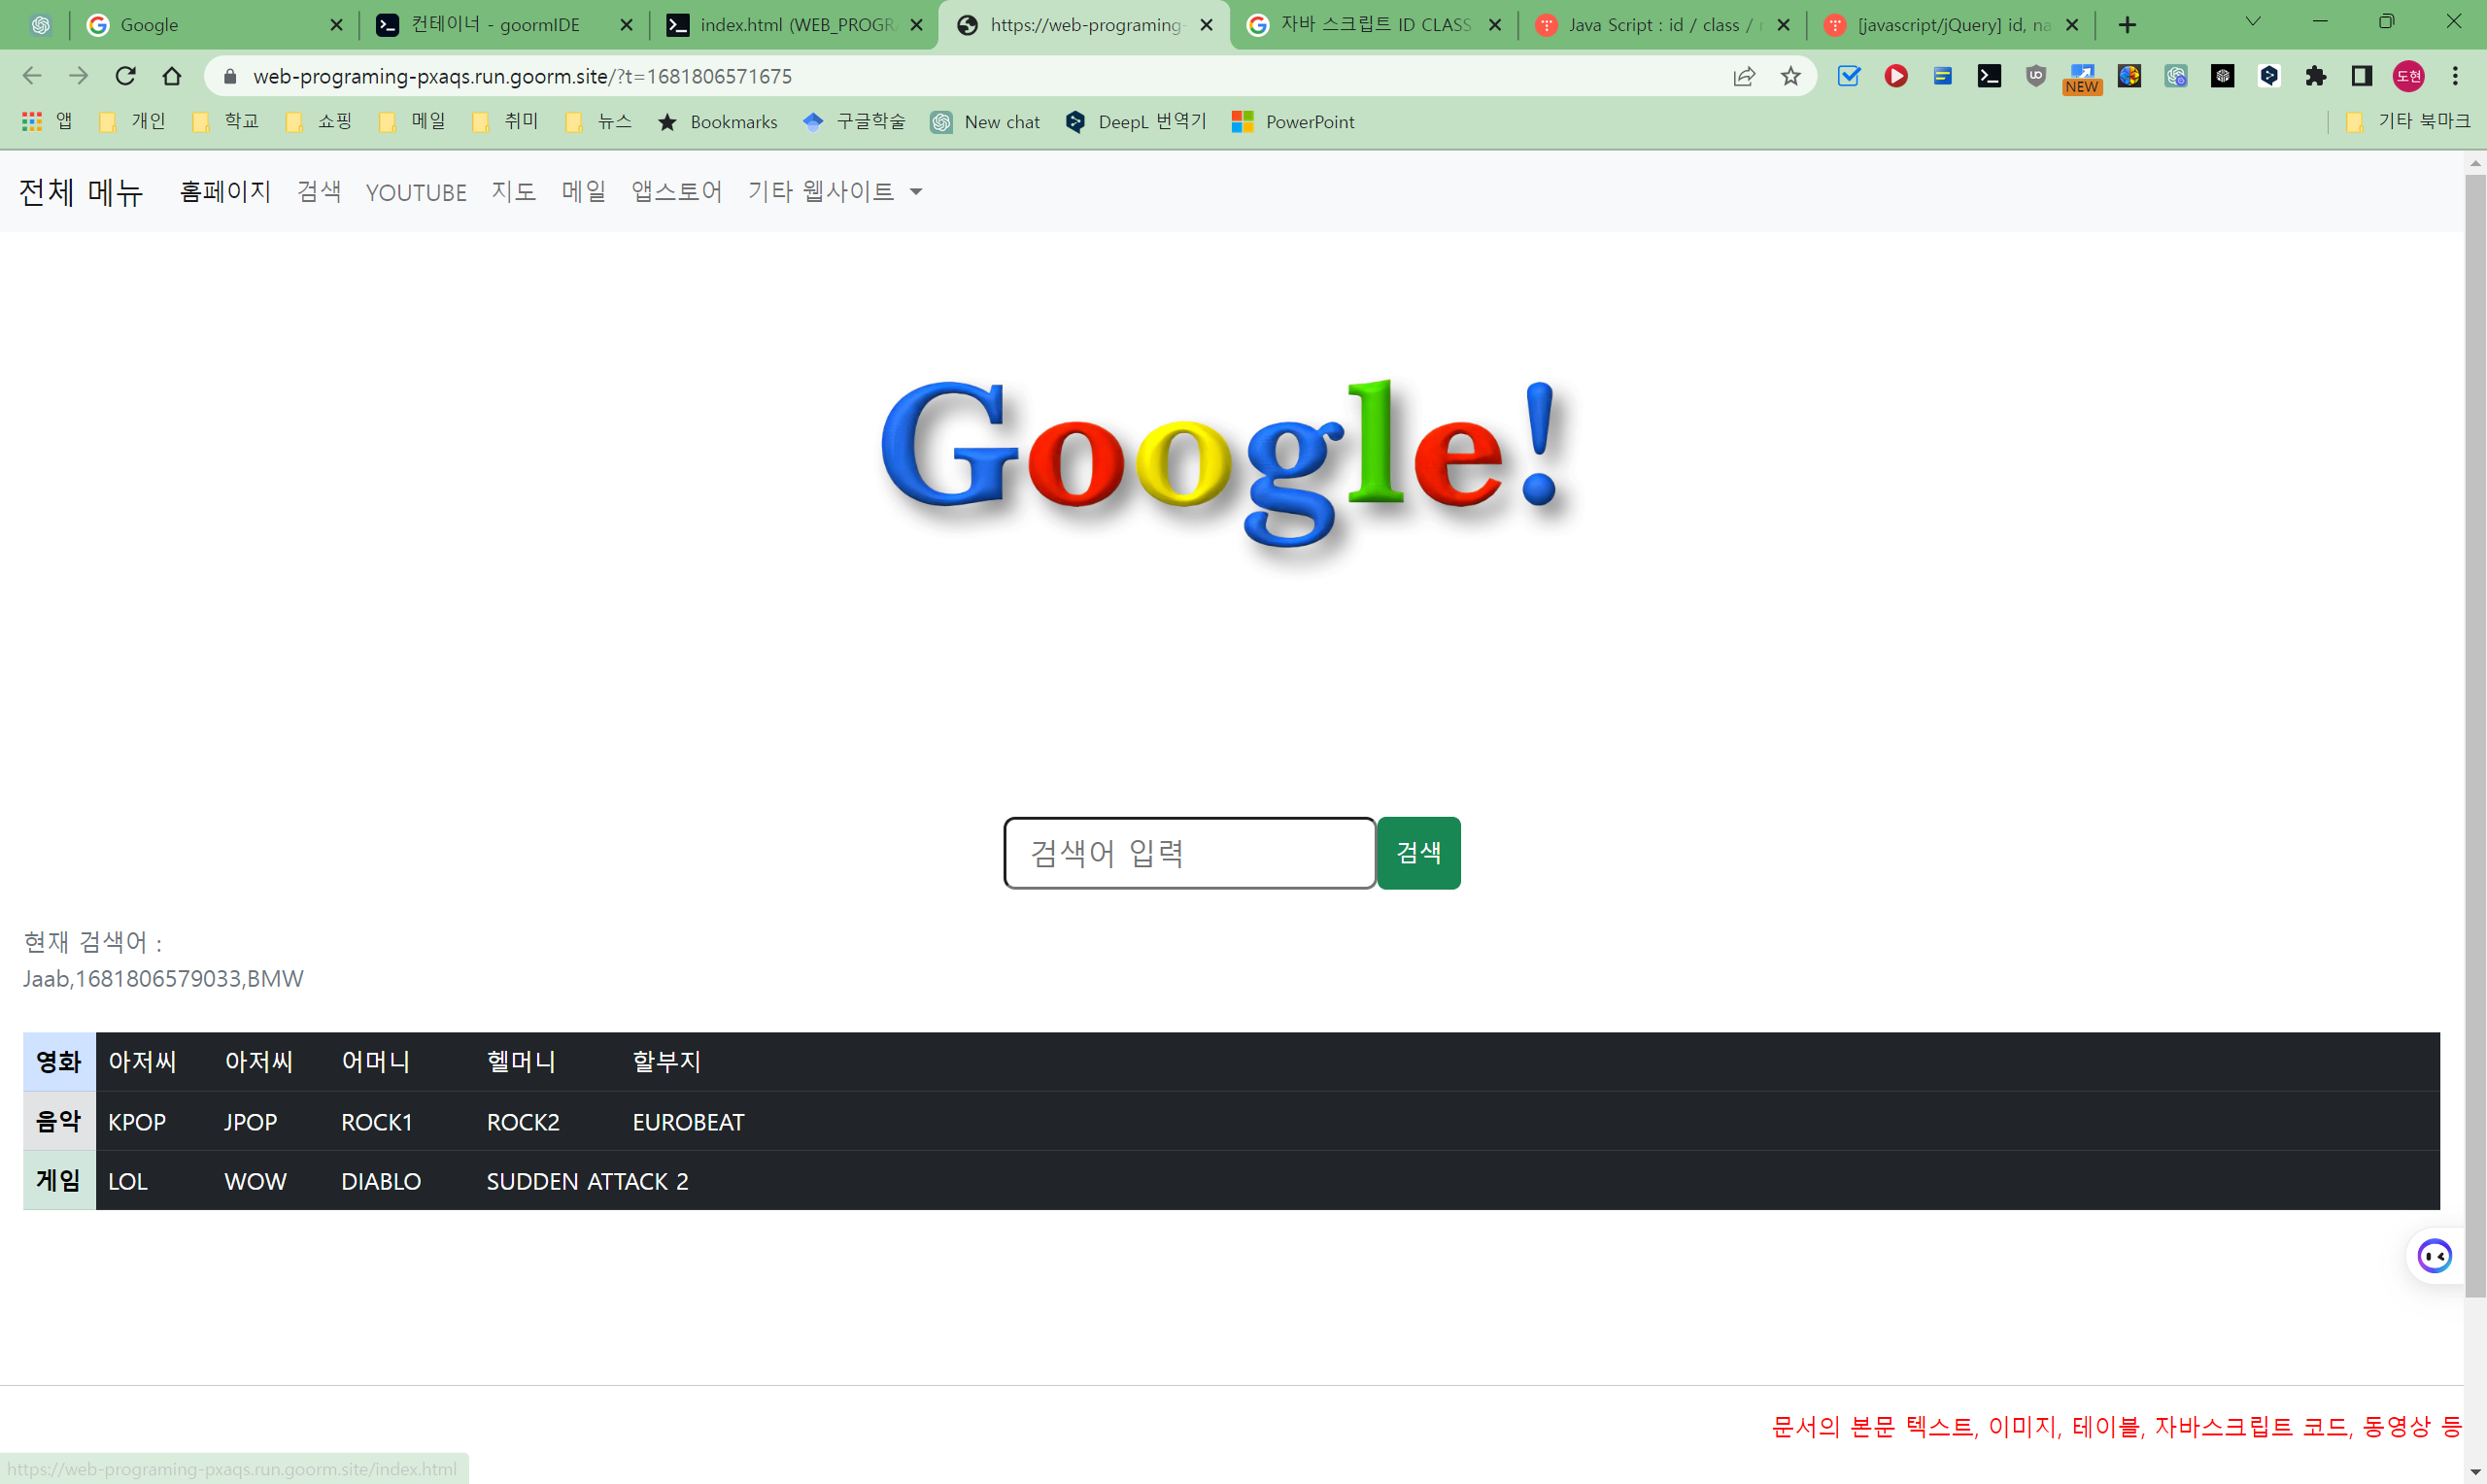 Google
컨테이너 - goormIDE
index.html (WEB_PROGR
https://web-programing-
자바 스크립트 ID CLASS
Java Script : id / class /
[javascript/jQuery] id, na
web-programing-pxaqs.run.goorm.site/?t=1681806571675
NEW
도현
앱
개인
학교
쇼핑
메일
취미
뉴스
Bookmarks
구글학술
New chat
DeepL 번역기
PowerPoint
기타 북마크
전체 메뉴
홈페이지
검색
YOUTUBE
지도
메일
앱스토어
기타 웹사이트
Google!
검색어 입력
검색
현재 검색어 :
Jaab,1681806579033,BMW
영화 아저씨 아저씨 어머니 헬머니 할부지
음악 KPOP JPOP ROCK1 ROCK2 EUROBEAT
게임 LOL WOW DIABLO SUDDEN ATTACK 2
문서의 본문 텍스트, 이미지, 테이블, 자바스크립트 코드, 동영상 등
https://web-programing-pxaqs.run.goorm.site/index.html